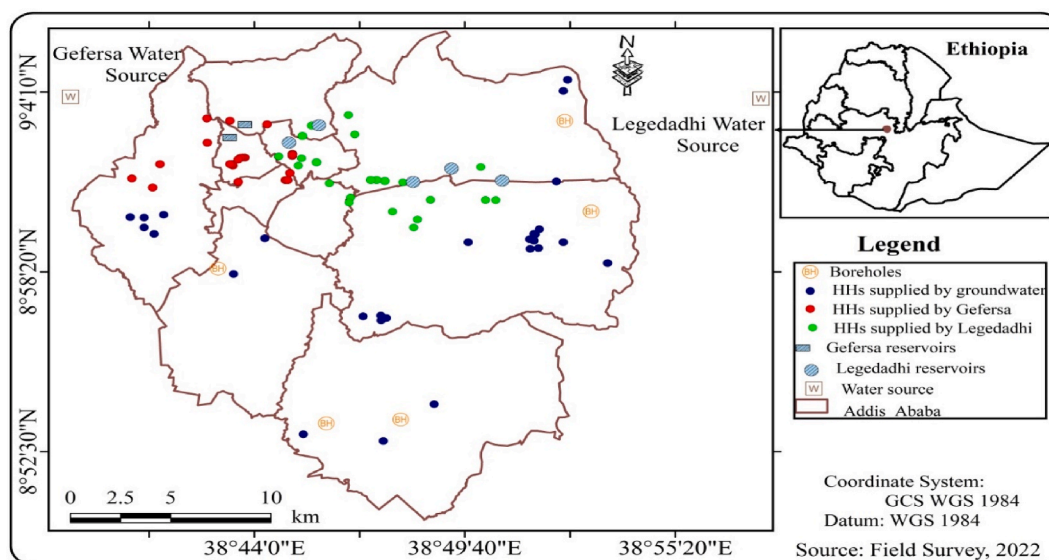 Gefersa Water
Source
W
N
Legedadhi Water
Source
W
BH
BH
BH
BH
BH
9°4'10"N
8°58'20"N
8°52'30"N
0 2.5 5 10
km
38°44'0"E 38°49'40"E 38°55'20"E
Ethiopia
Legend
BH Boreholes
HHs supplied by groundwater
HHs supplied by Gefersa
HHs supplied by Legedadhi
Gefersa reservoirs
Legedadhi reservoirs
W Water source
Addis Ababa
Coordinate System:
GCS WGS 1984
Datum: WGS 1984
Source: Field Survey, 2022